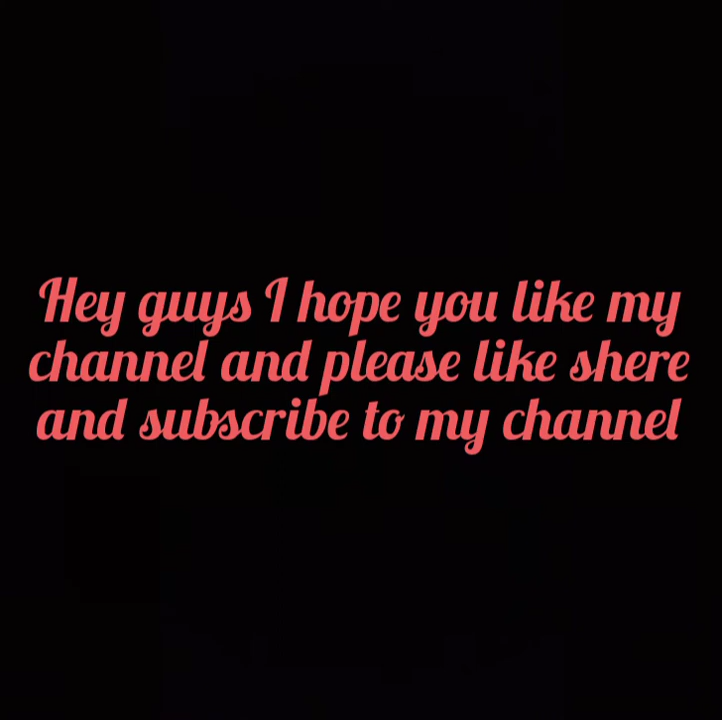 Hey guys I hope you like my
channel and please like shere
and subscribe to my channel